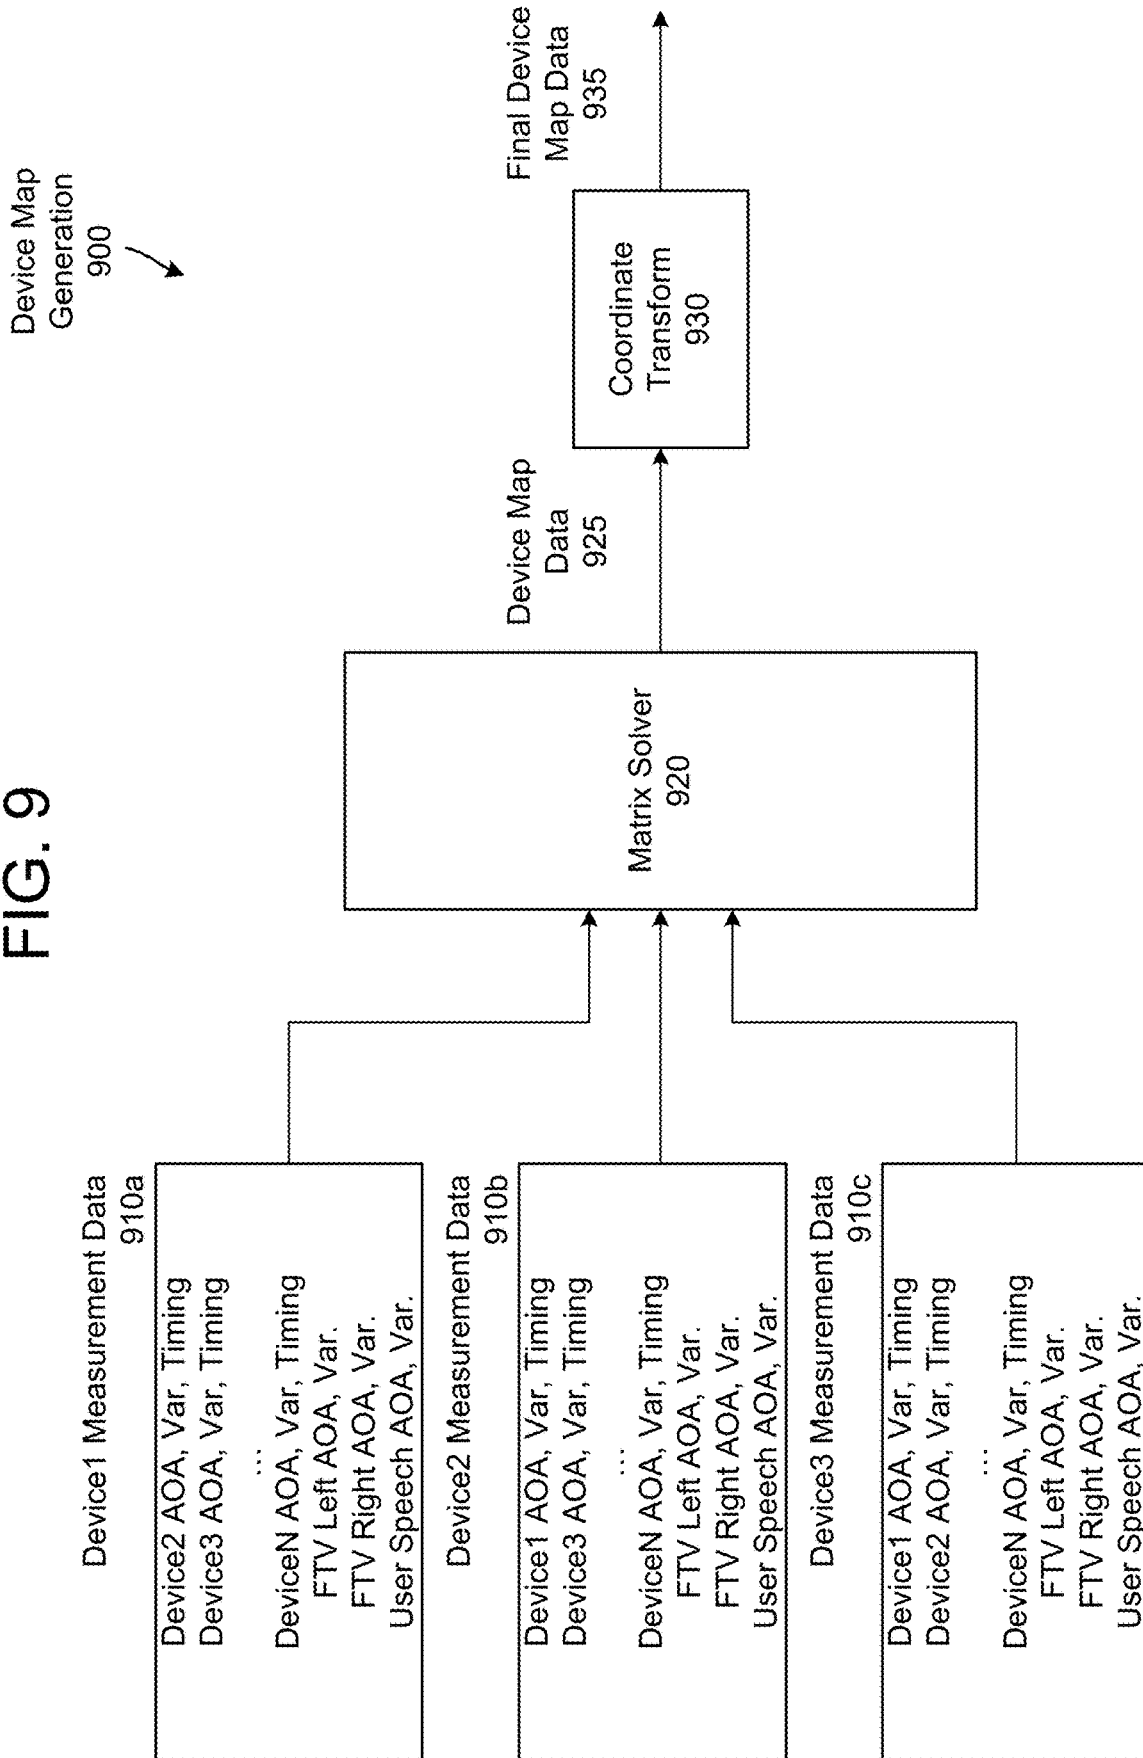 FIG. 9
Device Map
Generation
900
Device1 Measurement Data
910a
Device2 AOA, Var, Timing
Device3 AOA, Var, Timing
...
DeviceN AOA, Var, Timing
FTV Left AOA, Var.
FTV Right AOA, Var.
User Speech AOA, Var.
Device2 Measurement Data
910b
Device1 AOA, Var, Timing
Device3 AOA, Var, Timing
...
DeviceN AOA, Var, Timing
FTV Left AOA, Var.
FTV Right AOA, Var.
User Speech AOA, Var.
Device3 Measurement Data
910c
Device1 AOA, Var, Timing
Device2 AOA, Var, Timing
...
DeviceN AOA, Var, Timing
FTV Left AOA, Var.
FTV Right AOA, Var.
User Speech AOA, Var.
Matrix Solver
920
Device Map
Data
925
Coordinate
Transform
930
Final Device
Map Data
935